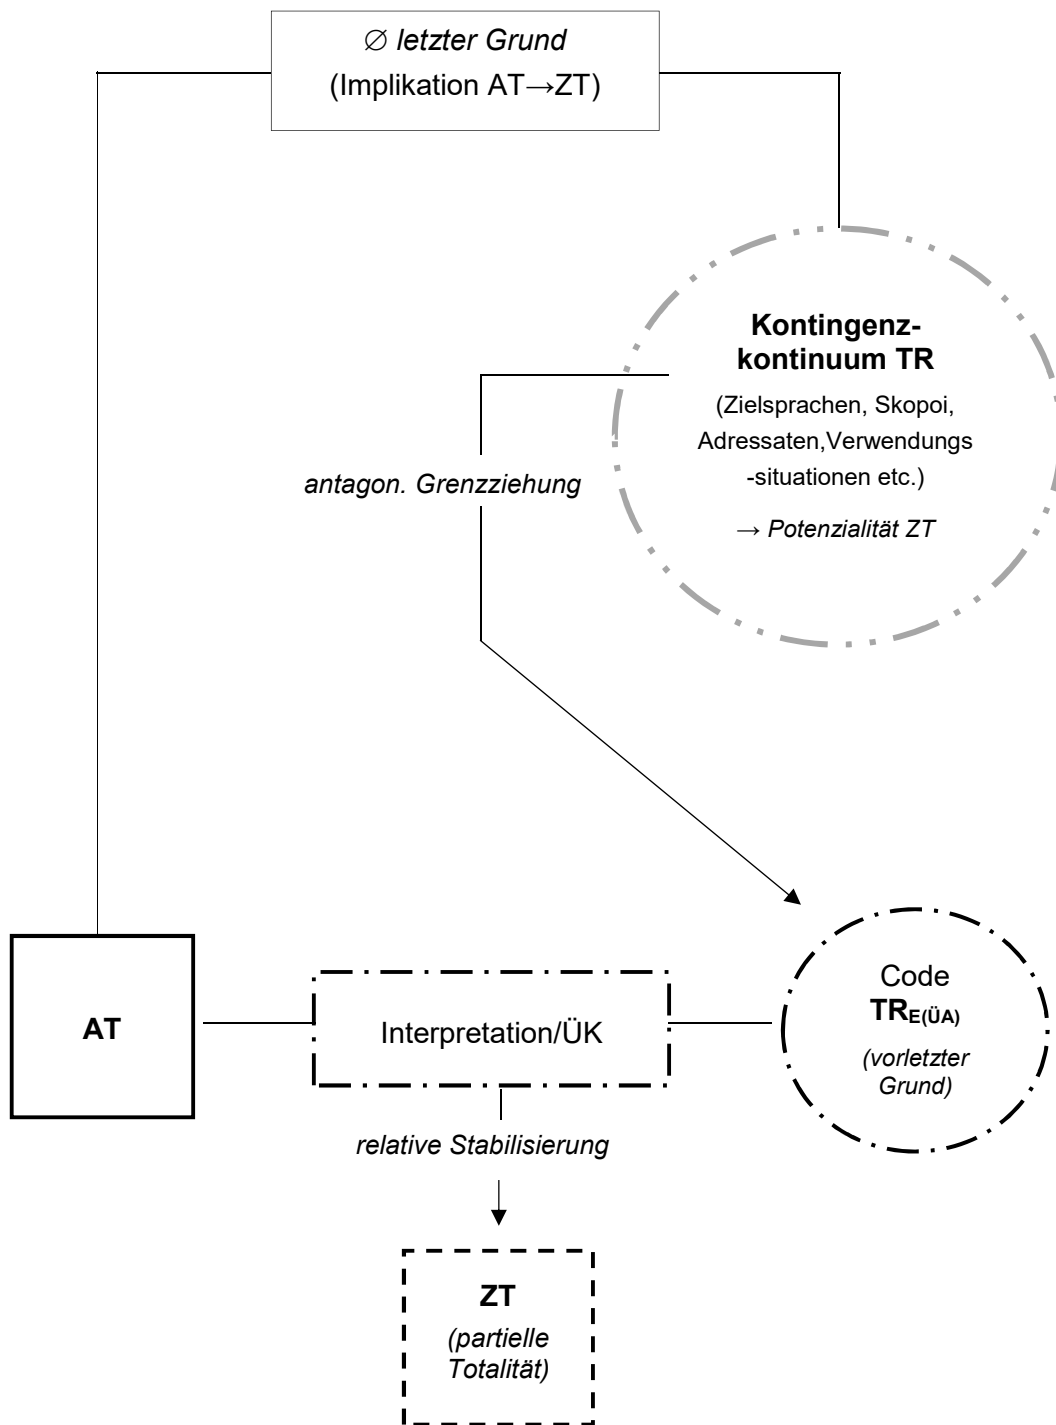 ∅ letzter Grund
(Implikation AT→ZT)
Kontingenz-
kontinuum TR
(Zielsprachen, Skopoi,
Adressaten,Verwendungs
-situationen etc.)
→ Potenzialität ZT
antagon. Grenzziehung
AT
Interpretation/ÜK
Code
TRE(ÜA)
(vorletzter
Grund)
relative Stabilisierung
ZT
(partielle
Totalität)